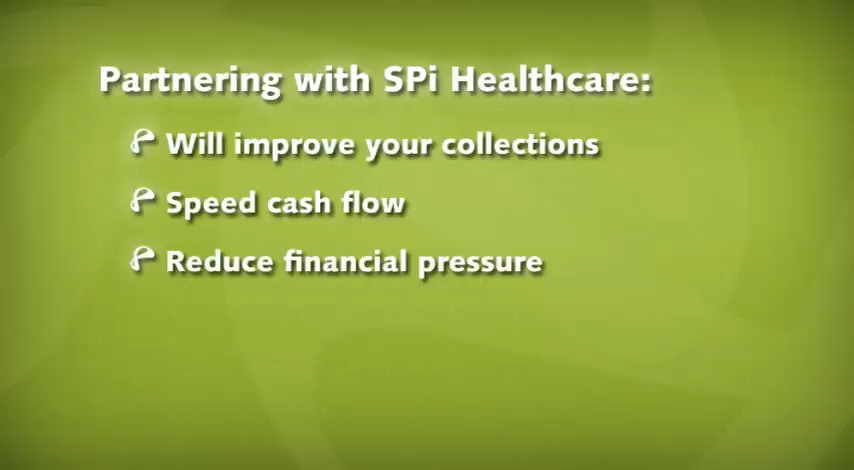 Partnering with SPi Healthcare:
Will improve your collections
Speed cash flow
Reduce financial pressure